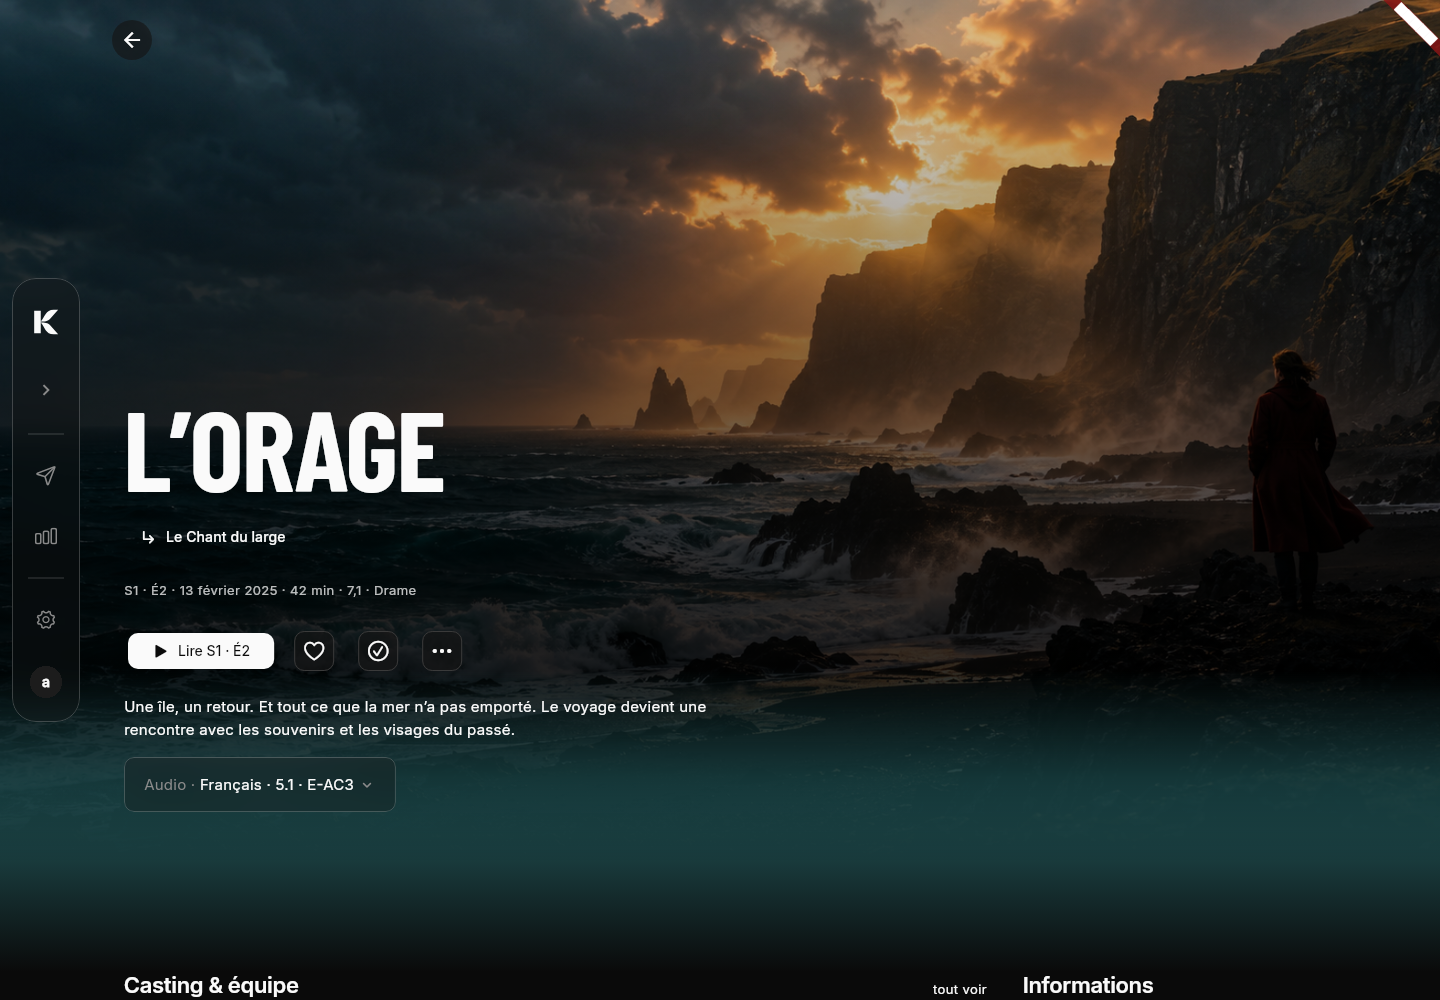 K
L’ORAGE
Le Chant du large
S1 · É2 · 13 février 2025 · 42 min · 7,1 · Drame
Lire S1 · É2
a
Une île, un retour. Et tout ce que la mer n’a pas emporté. Le voyage devient une
rencontre avec les souvenirs et les visages du passé.
Audio · Français · 5.1 · E-AC3
Casting & équipe
tout voir
Informations